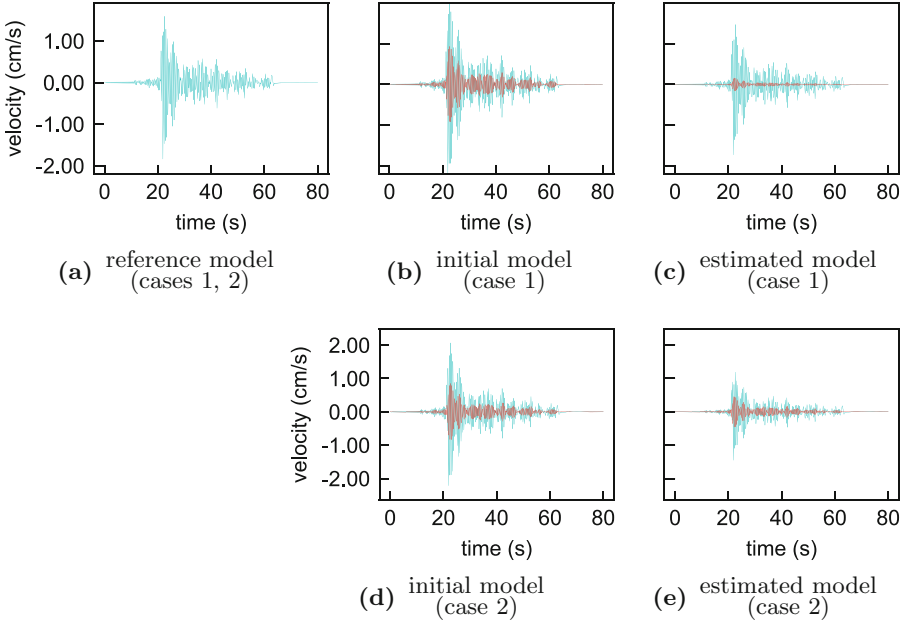 velocity (cm/s)
1.00
0.00
-1.00
-2.00
0 20 40 60 80
0 20 40 60 80
0 20 40 60 80
time (s)
time (s)
time (s)
(a) reference model
(cases 1, 2)
(b) initial model
(case 1)
(c) estimated model
(case 1)
velocity (cm/s)
2.00
1.00
0.00
-1.00
-2.00
0 20 40 60 80
0 20 40 60 80
time (s)
time (s)
(d) initial model
(case 2)
(e) estimated model
(case 2)